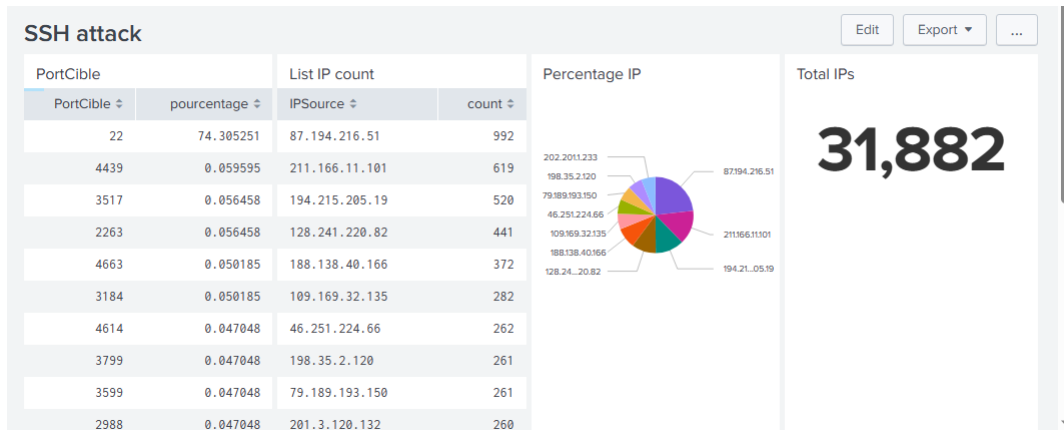 SSH attack
Edit Export ...
PortCible List IP count Percentage IP Total IPs
PortCible pourcentage IPSource count
22 74.305251 87.194.216.51 992
4439 0.059595 211.166.11.101 619
3517 0.056458 194.215.205.19 520
2263 0.056458 128.241.220.82 441
4663 0.050185 188.138.40.166 372
3184 0.050185 109.169.32.135 282
4614 0.047048 46.251.224.66 262
3799 0.047048 198.35.2.120 261
3599 0.047048 79.189.193.150 261
2988 0.047048 201.3.120.132 260
202.201.1.233
198.35.2.120
79.189.193.150
46.251.224.66
109.169.32.135
188.138.40.166
128.24...20.82
87.194.216.51
211.166.11.101
194.21...05.19
31,882